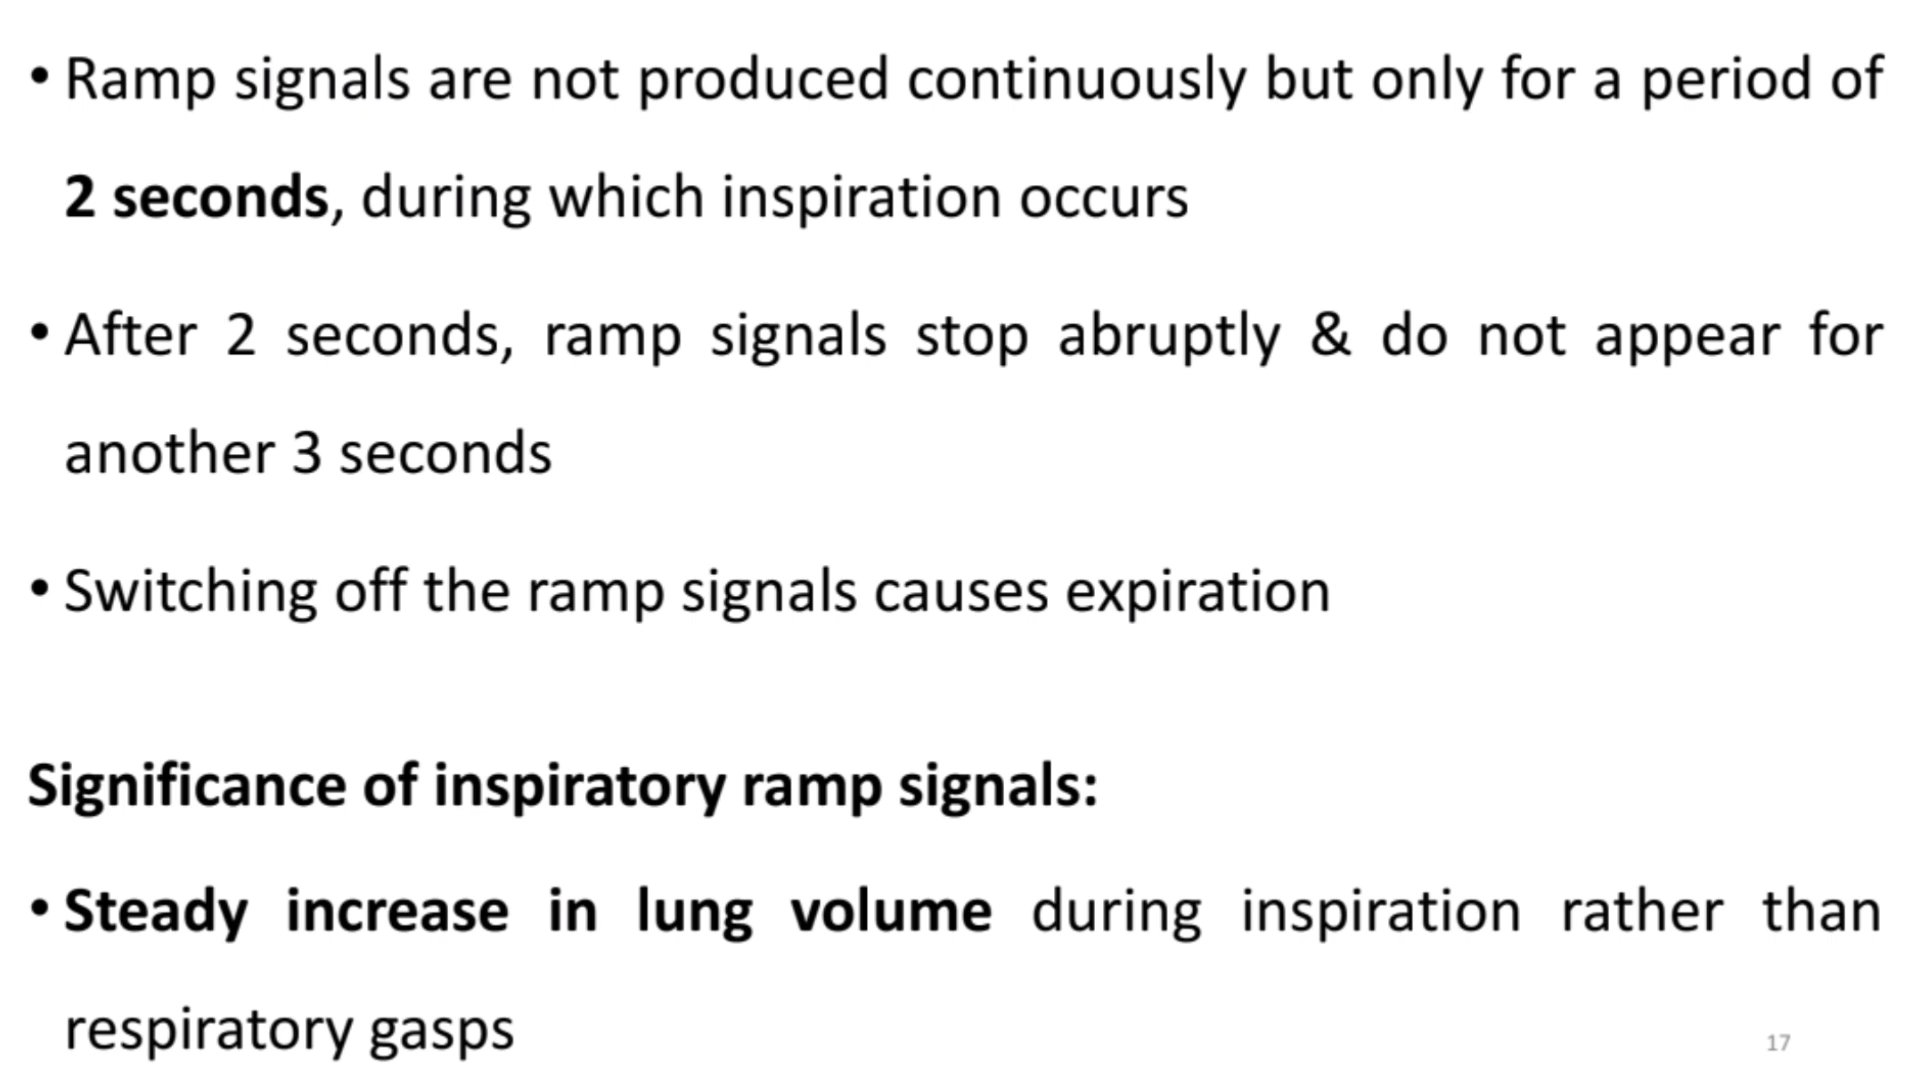 • Ramp signals are not produced continuously but only for a period of
2 seconds, during which inspiration occurs
• After 2 seconds, ramp signals stop abruptly & do not appear for
another 3 seconds
• Switching off the ramp signals causes expiration
Significance of inspiratory ramp signals:
• Steady increase in lung volume during inspiration rather than
respiratory gasps
17